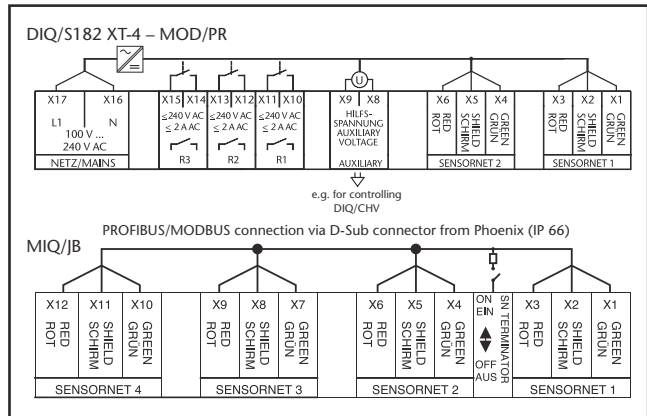 DIQ/S182 XT-4 – MOD/PR
U
X17 X16 X15 X14 X13 X12 X11 X10 X9 X8 X6 X5 X4 X3 X2 X1
L1 N
100 V ...
240 V AC
NETZ/MAINS
≤240 V AC
≤ 2 A AC
R3
≤240 V AC
≤ 2 A AC
R2
≤240 V AC
≤ 2 A AC
R1
HILFS-
SPANNUNG
AUXILIARY
VOLTAGE
AUXILIARY
RED
ROT
SHIELD
SCHIRM
GREEN
GRÜN
SENSORNET 2
RED
ROT
SHIELD
SCHIRM
GREEN
GRÜN
SENSORNET 1
e.g. for controlling
DIQ/CHV
PROFIBUS/MODBUS connection via D-Sub connector from Phoenix (IP 66)
MIQ/JB
X12 X11 X10 X9 X8 X7 X6 X5 X4 X3 X2 X1
RED
ROT
SHIELD
SCHIRM
GREEN
GRÜN
SENSORNET 4
RED
ROT
SHIELD
SCHIRM
GREEN
GRÜN
SENSORNET 3
RED
ROT
SHIELD
SCHIRM
GREEN
GRÜN
SENSORNET 2
ON
EIN
OFF
AUS
SN TERMINATOR
RED
ROT
SHIELD
SCHIRM
GREEN
GRÜN
SENSORNET 1